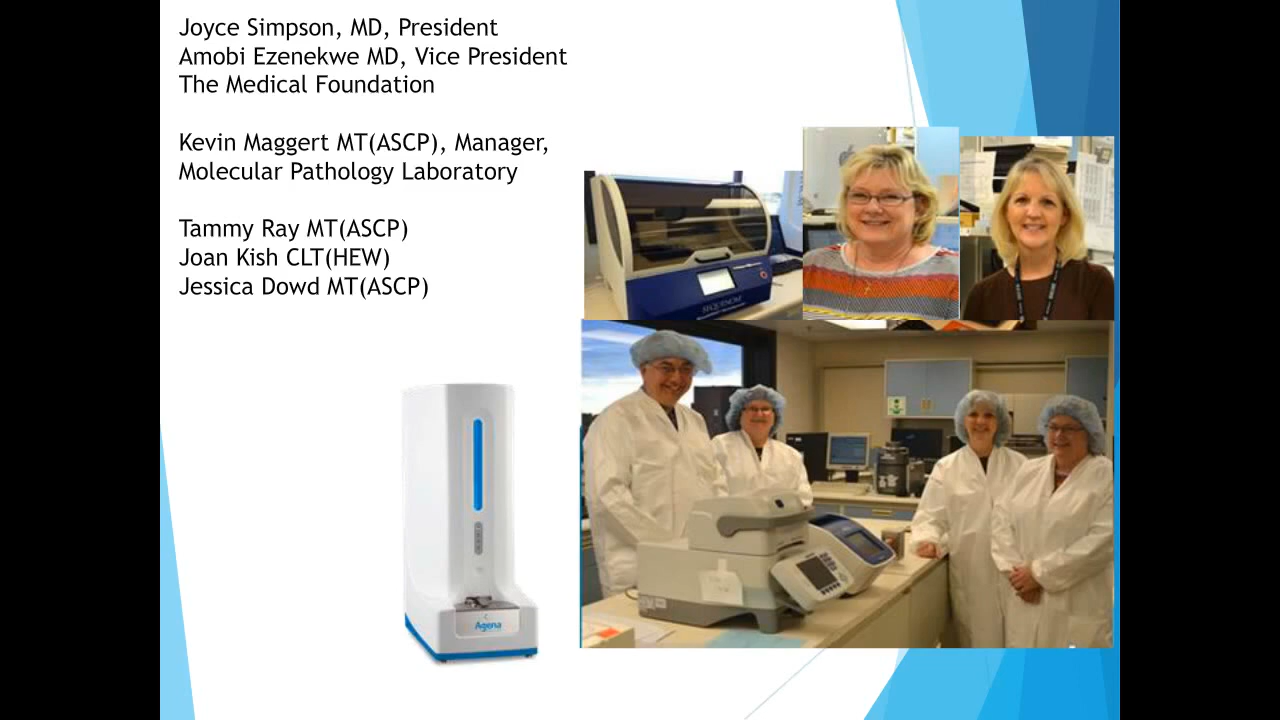 Joyce Simpson, MD, President
Amobi Ezenekwe MD, Vice President
The Medical Foundation
Kevin Maggert MT(ASCP), Manager,
Molecular Pathology Laboratory
Tammy Ray MT(ASCP)
Joan Kish CLT(HEW)
Jessica Dowd MT(ASCP)
SEQUENOM
Agena